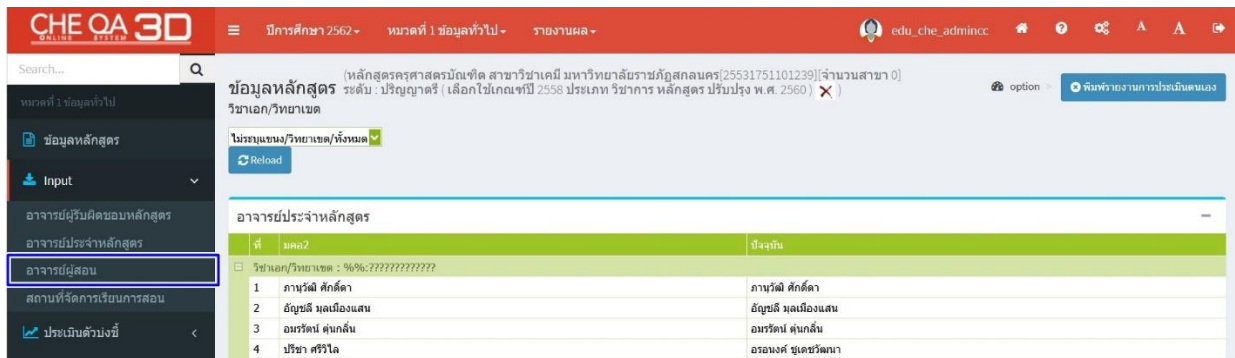 CHE QA 3D
ONLINE SYSTEM
ปีการศึกษา 2562
หมวดที่ 1 ข้อมูลทั่วไป
รายงานผล
edu_che_admincc
A A
Search...
หมวดที่ 1 ข้อมูลทั่วไป
ข้อมูลหลักสูตร
Input
อาจารย์ผู้รับผิดชอบหลักสูตร
อาจารย์ประจำหลักสูตร
อาจารย์ผู้สอน
สถานที่จัดการเรียนการสอน
ประเมินตัวบ่งชี้
ข้อมูลหลักสูตร (หลักสูตรครุศาสตรบัณฑิต สาขาวิชาเคมี มหาวิทยาลัยราชภัฏสกลนคร[25531751101239][จำนวนสาขา 0]
ระดับ : ปริญญาตรี ( เลือกใช้เกณฑ์ปี 2558 ประเภท วิชาการ หลักสูตร ปรับปรุง พ.ศ. 2560 ) )
option > พิมพ์รายงานการประเมินตนเอง
วิชาเอก/วิทยาเขต
ไม่ระบุแขนง/วิทยาเขต/ทั้งหมด
Reload
อาจารย์ประจำหลักสูตร
ที่ มคอ2 ปัจจุบัน
วิชาเอก/วิทยาเขต : %%:?????????????
1 ภานุวัฒิ ศักดิ์ดา ภานุวัฒิ ศักดิ์ดา
2 อัญชลี มุลเมืองแสน อัญชลี มุลเมืองแสน
3 อมรรัตน์ ตุ่นกลิ่น อมรรัตน์ ตุ่นกลิ่น
4 ปรีชา ศรีวิไล อรอนงค์ ชูเดชวัฒนา